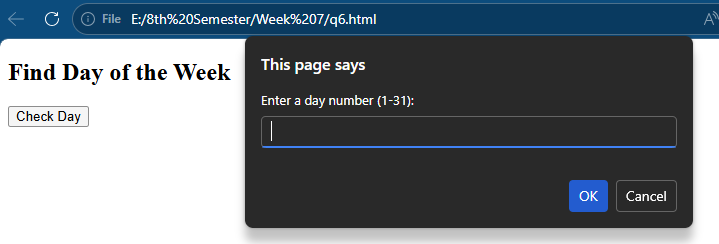 File E:/8th%20Semester/Week%207/q6.html
This page says
Find Day of the Week
Enter a day number (1-31):
Check Day
OK Cancel